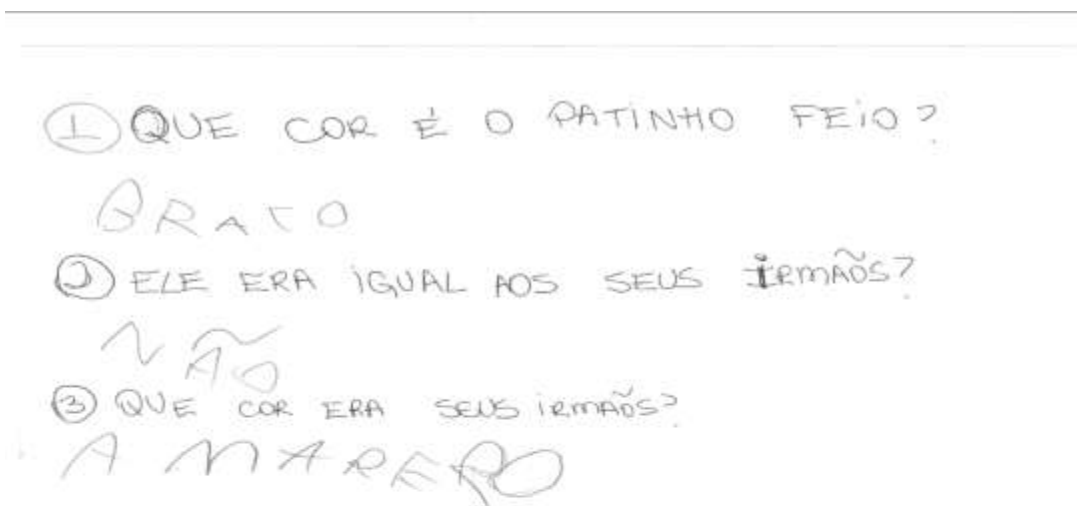 1 QUE COR É O PATINHO FEIO?
BRATO
2 ELE ERA IGUAL AOS SEUS IRMÃOS?
NÃO
3 QUE COR ERA SEUS IRMÃOS?
A MARERO